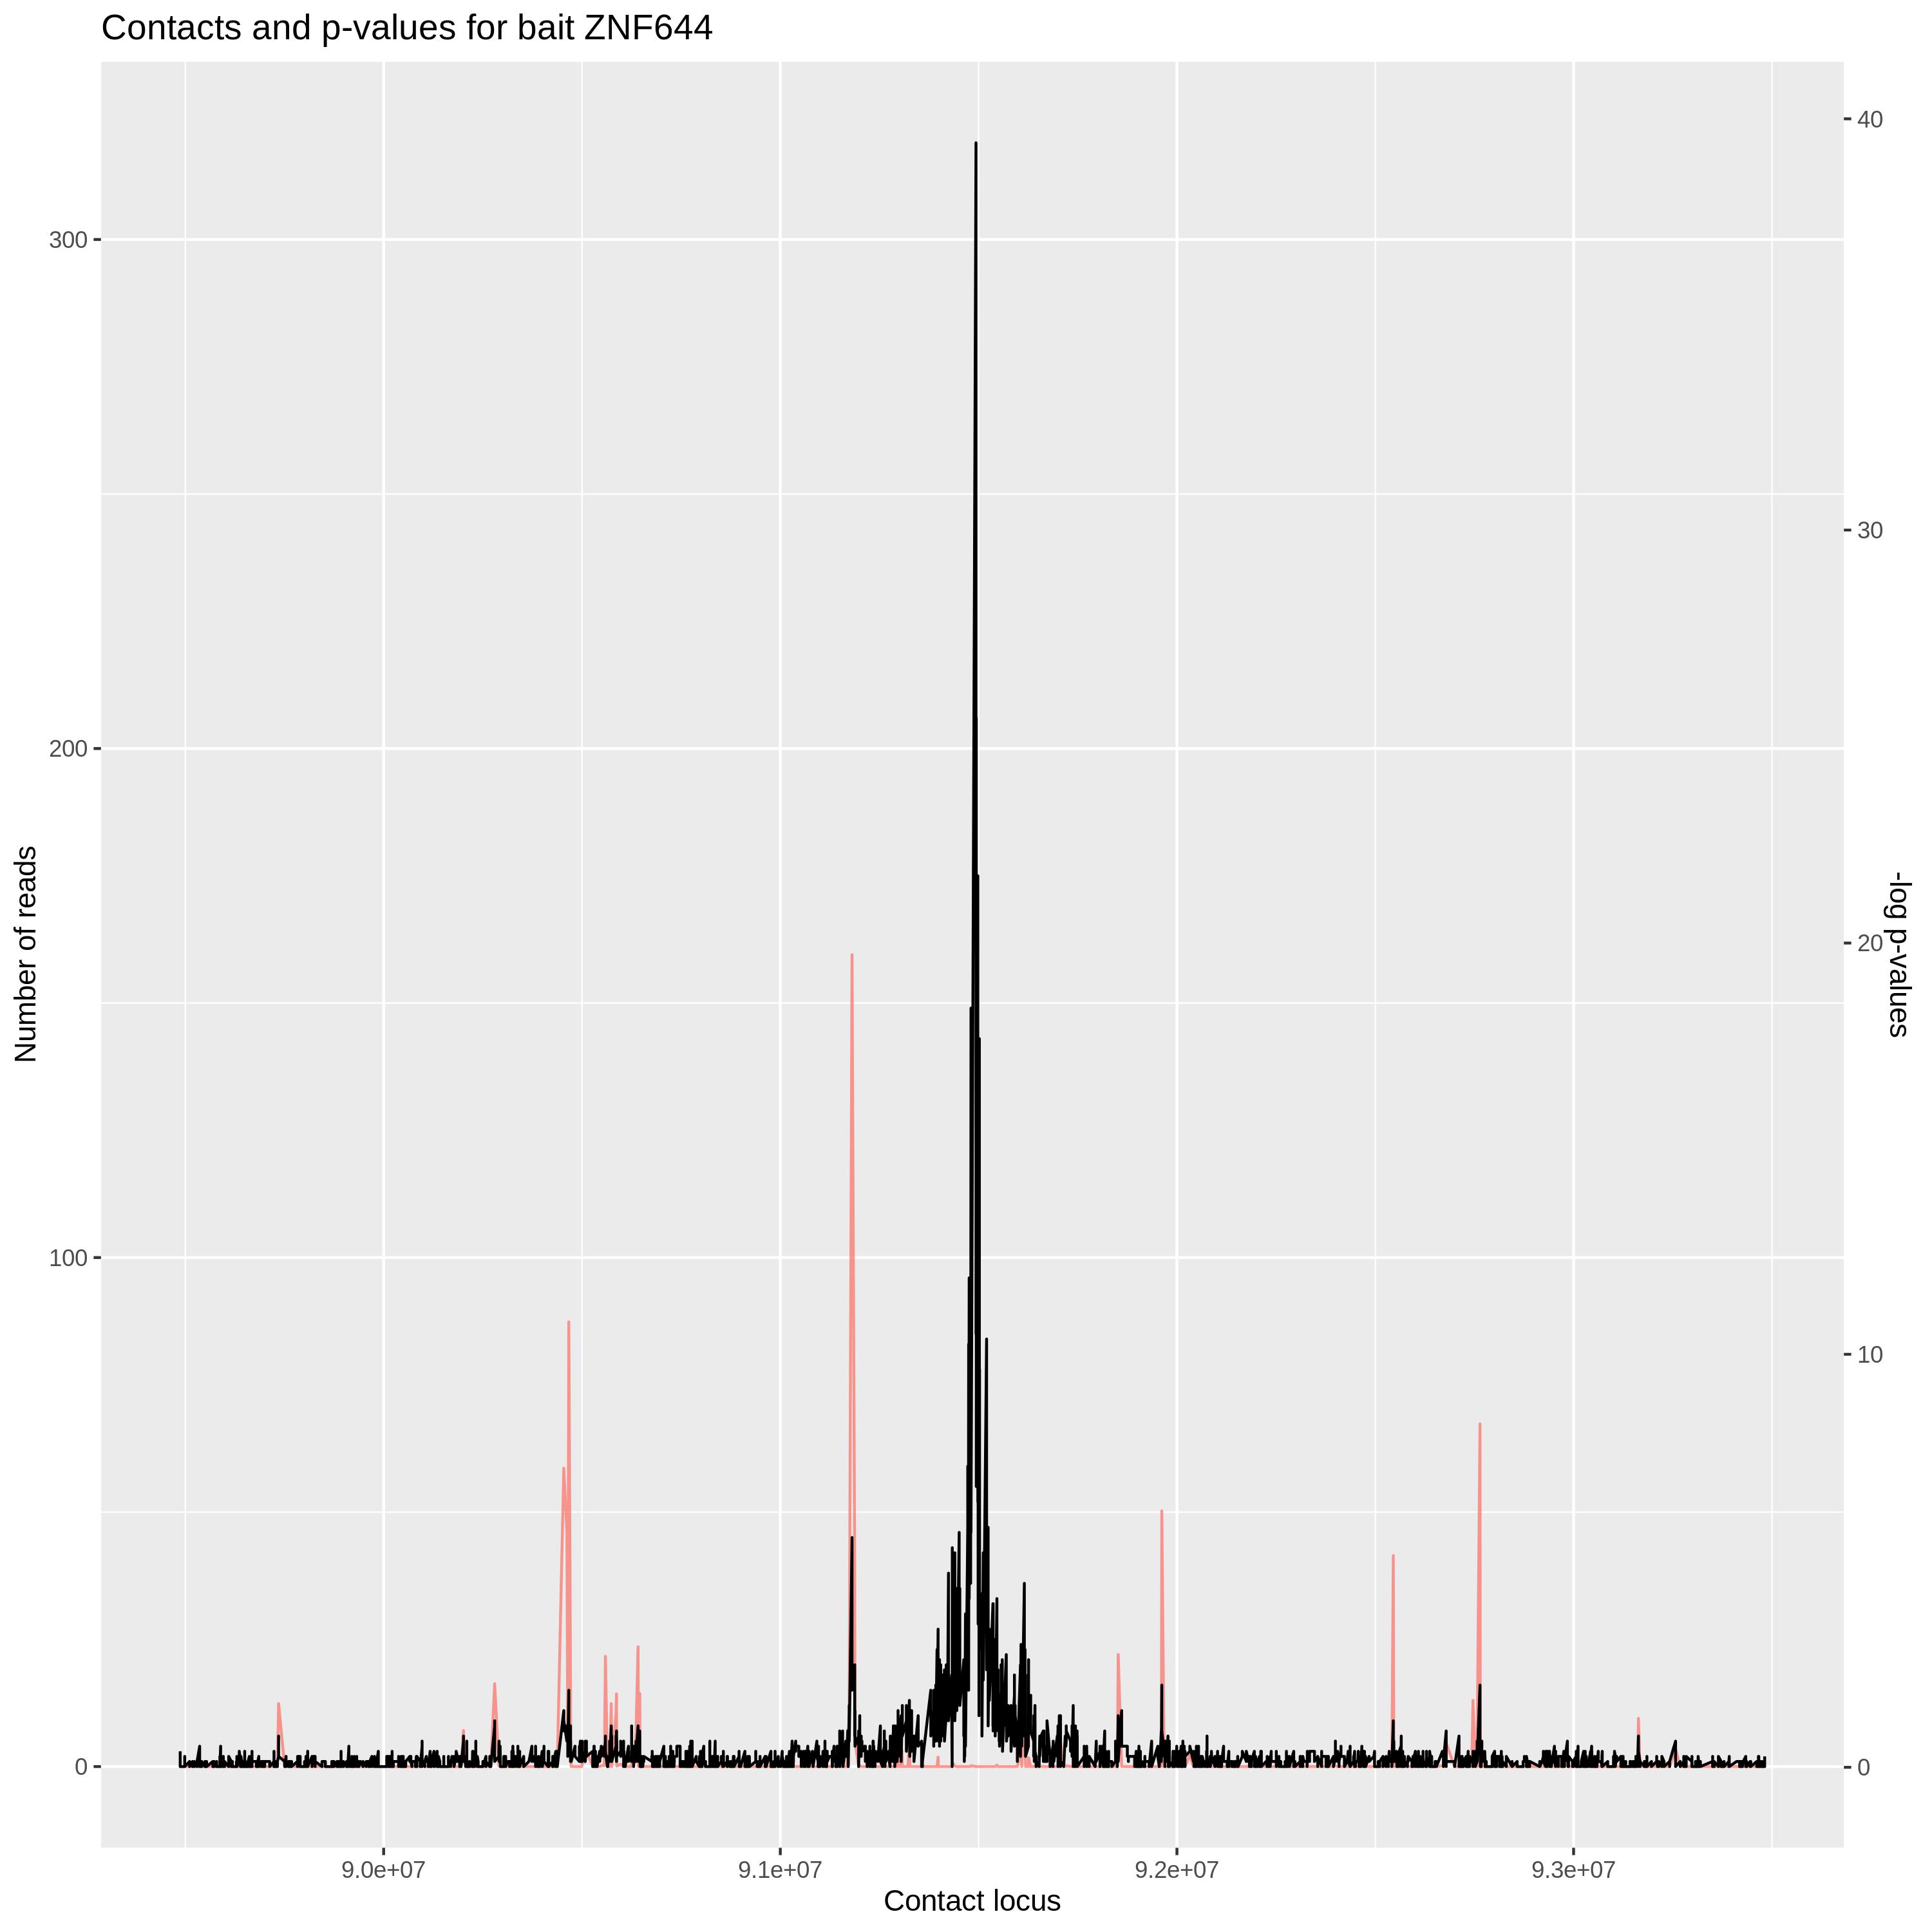 Contacts and p-values for bait ZNF644
Number of reads
300
200
100
0
40
30
20
10
0
-log p-values
9.0e+07
9.1e+07
9.2e+07
9.3e+07
Contact locus